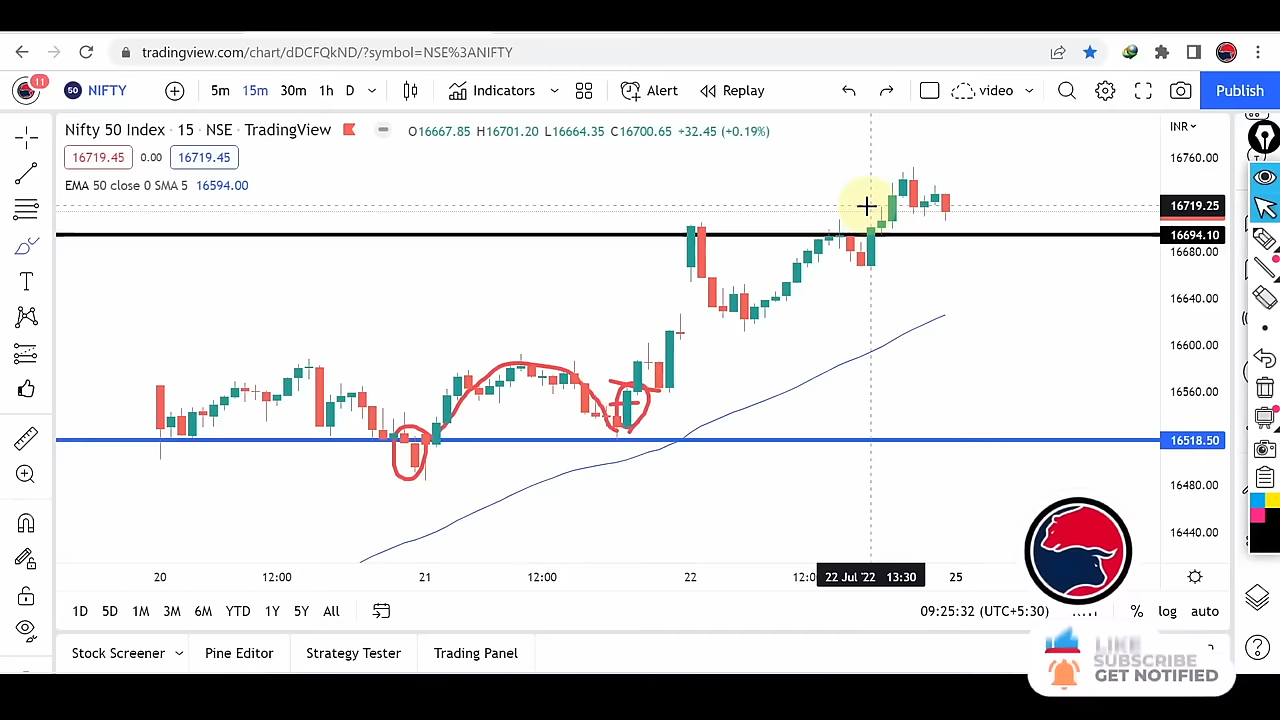 tradingview.com/chart/dDCFQkND/?symbol=NSE%3ANIFTY
11
50 NIFTY 5m 15m 30m 1h D Indicators Alert Replay video Publish
Nifty 50 Index · 15 · NSE · TradingView O16667.85 H16701.20 L16664.35 C16700.65 +32.45 (+0.19%) INR
16719.45 0.00 16719.45
EMA 50 close 0 SMA 5 16594.00
16760.00
16719.25
16694.10
16680.00
16640.00
16600.00
16560.00
16518.50
16480.00
16440.00
20 12:00 21 12:00 22 22 Jul '22 13:30 25
1D 5D 1M 3M 6M YTD 1Y 5Y All 09:25:32 (UTC+5:30) % log auto
Stock Screener Pine Editor Strategy Tester Trading Panel
LIKE
SUBSCRIBE
GET NOTIFIED